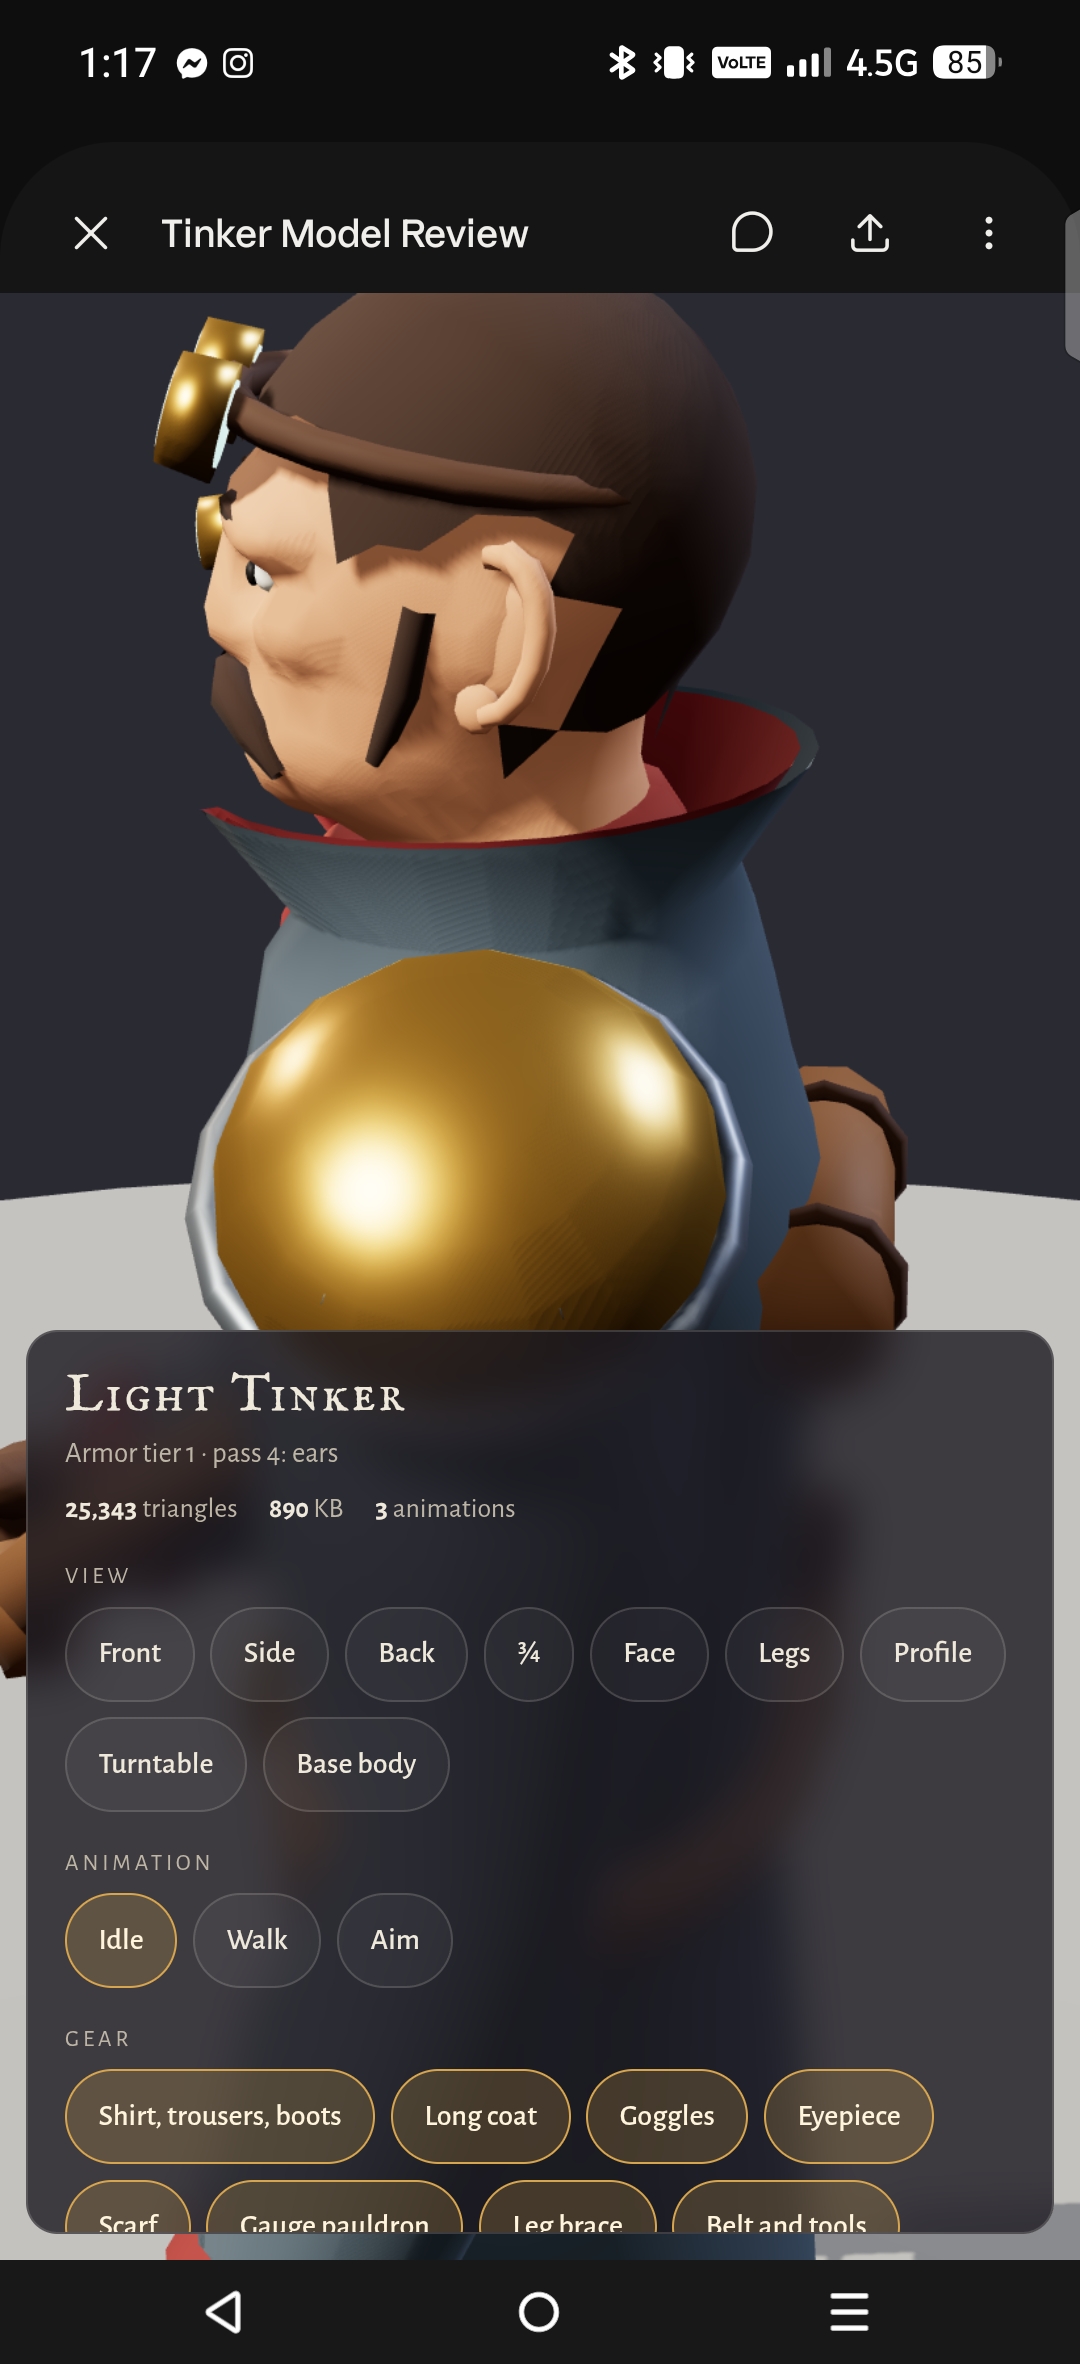 1:17 VoLTE 4.5G 85
Tinker Model Review
Light Tinker
Armor tier 1 · pass 4: ears
25,343 triangles 890 KB 3 animations
VIEW
Front Side Back ¾ Face Legs Profile
Turntable Base body
ANIMATION
Idle Walk Aim
GEAR
Shirt, trousers, boots Long coat Goggles Eyepiece
Scarf Gauge pauldron Leg brace Belt and tools